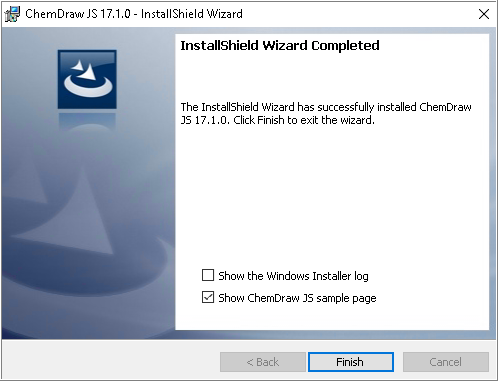 ChemDraw JS 17.1.0 - InstallShield Wizard
InstallShield Wizard Completed
The InstallShield Wizard has successfully installed ChemDraw
JS 17.1.0. Click Finish to exit the wizard.
Show the Windows Installer log
Show ChemDraw JS sample page
< Back
Finish
Cancel